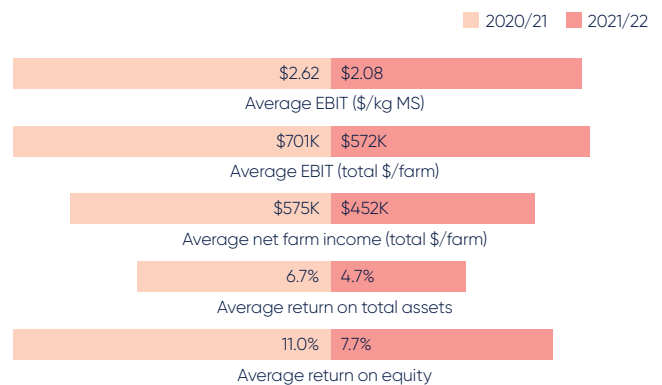 2020/21 2021/22
$2.62 $2.08
Average EBIT ($/kg MS)
$701K $572K
Average EBIT (total $/farm)
$575K $452K
Average net farm income (total $/farm)
6.7% 4.7%
Average return on total assets
11.0% 7.7%
Average return on equity